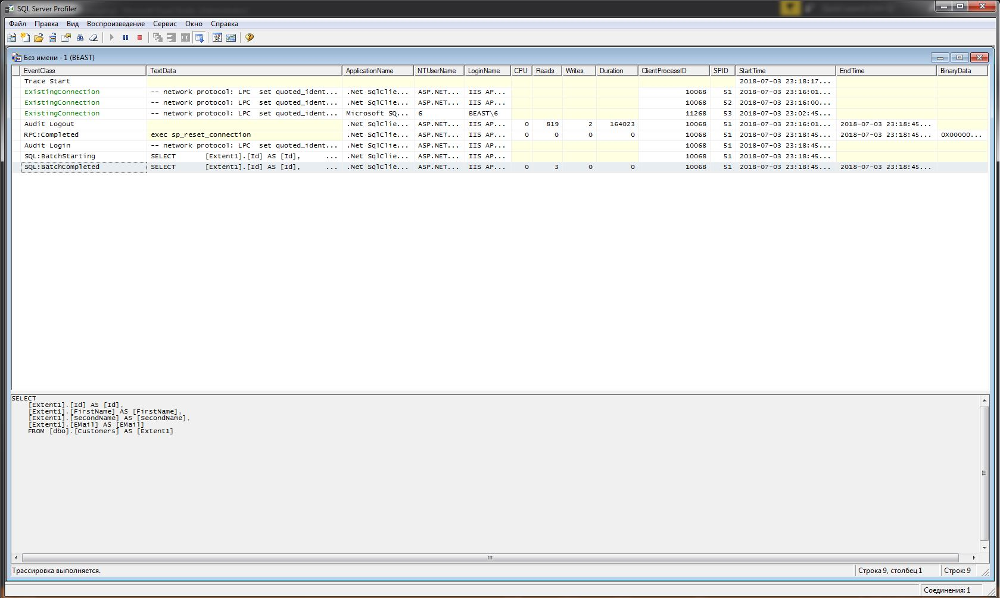 SQL Server Profiler
Файл Правка Вид Воспроизведение Сервис Окно Справка
Без имени - 1 (BEAST)
EventClass TextData ApplicationName NTUserName LoginName CPU Reads Writes Duration ClientProcessID SPID StartTime EndTime BinaryData
Trace Start 2018-07-03 23:18:17...
ExistingConnection -- network protocol: LPC set quoted_ident... .Net SqlClie... ASP.NET... IIS AP... 10068 51 2018-07-03 23:16:01...
ExistingConnection -- network protocol: LPC set quoted_ident... .Net SqlClie... ASP.NET... IIS AP... 10068 52 2018-07-03 23:16:00...
ExistingConnection -- network protocol: LPC set quoted_ident... Microsoft SQ... 6 BEAST\6 11268 53 2018-07-03 23:02:45...
Audit Logout .Net SqlClie... ASP.NET... IIS AP... 0 819 2 164023 10068 51 2018-07-03 23:16:01... 2018-07-03 23:18:45...
RPC:Completed exec sp_reset_connection .Net SqlClie... ASP.NET... IIS AP... 0 0 0 0 10068 51 2018-07-03 23:18:45... 2018-07-03 23:18:45... 0X00000...
Audit Login -- network protocol: LPC set quoted_ident... .Net SqlClie... ASP.NET... IIS AP... 10068 51 2018-07-03 23:18:45...
SQL:BatchStarting SELECT [Extent1].[Id] AS [Id], ... .Net SqlClie... ASP.NET... IIS AP... 10068 51 2018-07-03 23:18:45...
SQL:BatchCompleted SELECT [Extent1].[Id] AS [Id], ... .Net SqlClie... ASP.NET... IIS AP... 0 3 0 0 10068 51 2018-07-03 23:18:45... 2018-07-03 23:18:45...
SELECT
[Extent1].[Id] AS [Id],
[Extent1].[FirstName] AS [FirstName],
[Extent1].[SecondName] AS [SecondName],
[Extent1].[EMail] AS [EMail]
FROM [dbo].[Customers] AS [Extent1]
Трассировка выполняется. Строка 9, столбец 1 Строк: 9
Соединения: 1